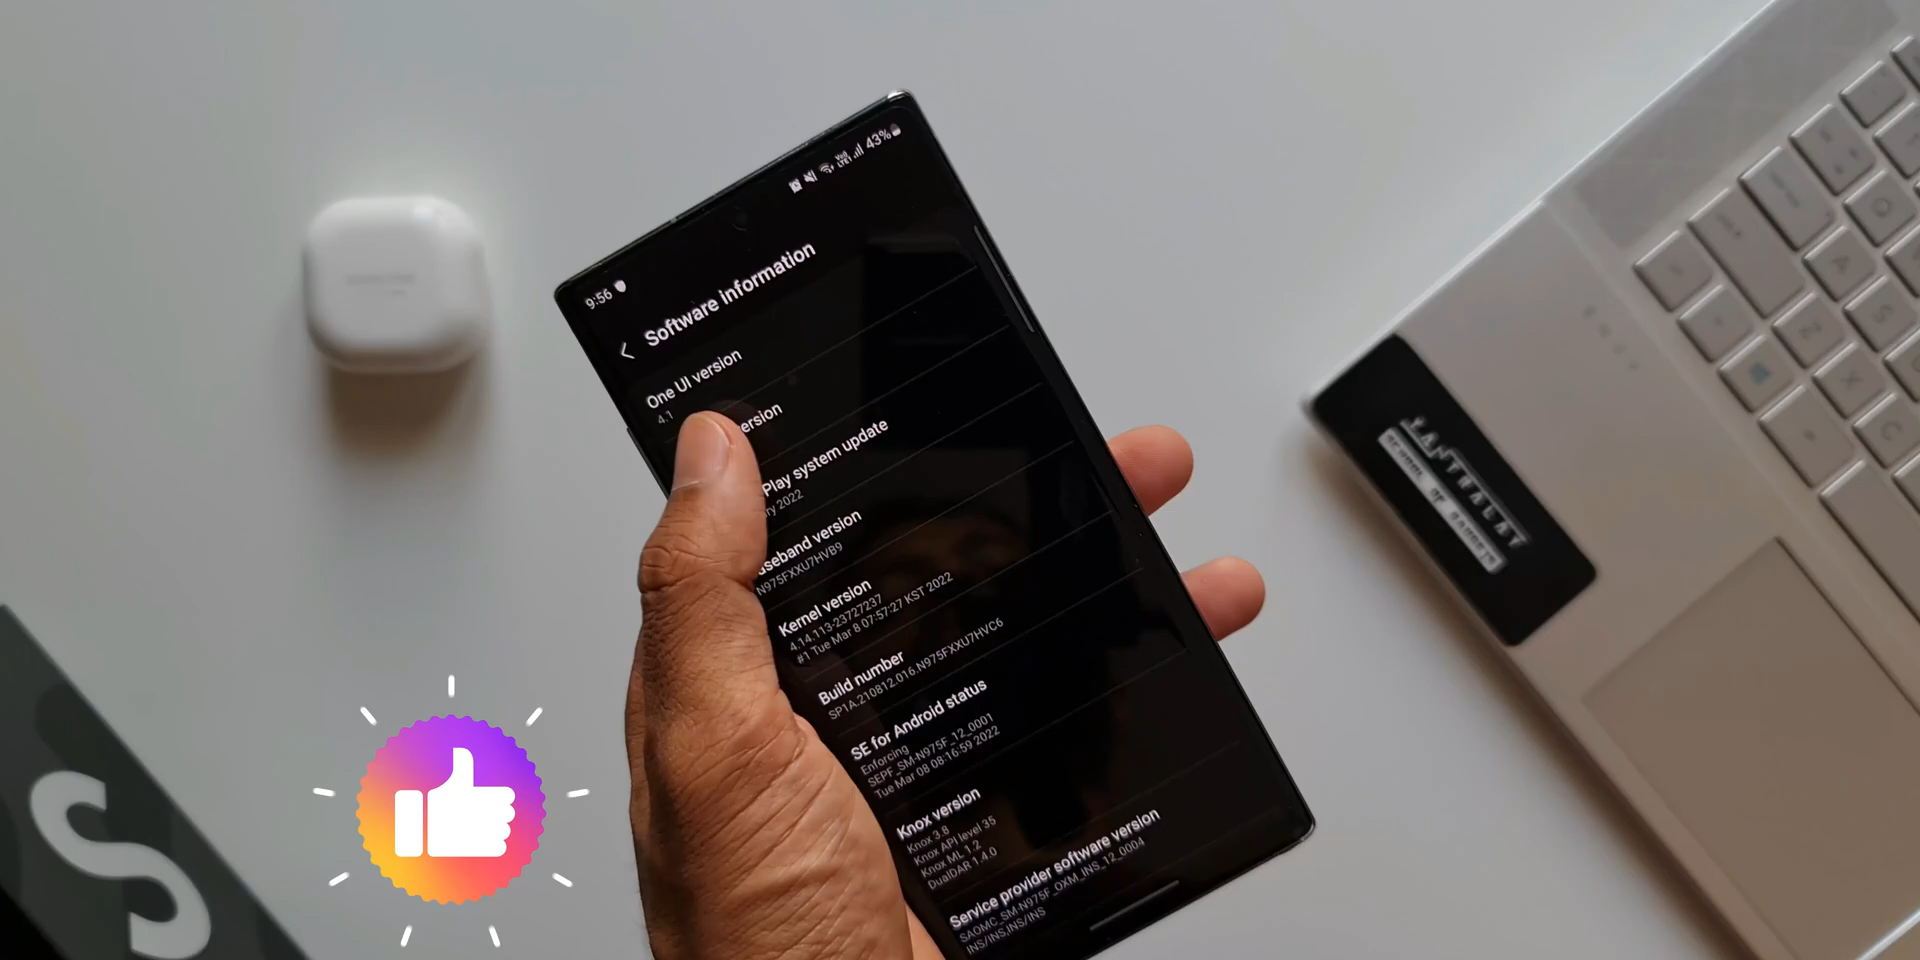 9:56
43%
Software information
One UI version
4.1
ersion
Play system update
ry 2022
seband version
N975FXXU7HVB9
Kernel version
4.14.113-23727237
#1 Tue Mar 8 07:57:27 KST 2022
Build number
SP1A.210812.016.N975FXXU7HVC6
SE for Android status
Enforcing
SEPF_SM-N975F_12_0001
Tue Mar 08 08:16:59 2022
Knox version
Knox 3.8
Knox API level 35
Knox ML 1.2
DualDAR 1.4.0
Service provider software version
SAOMC_SM-N975F_OXM_INS_12_0004
INS/INS,INS/INS
S
Q
A
S
Z
X
C